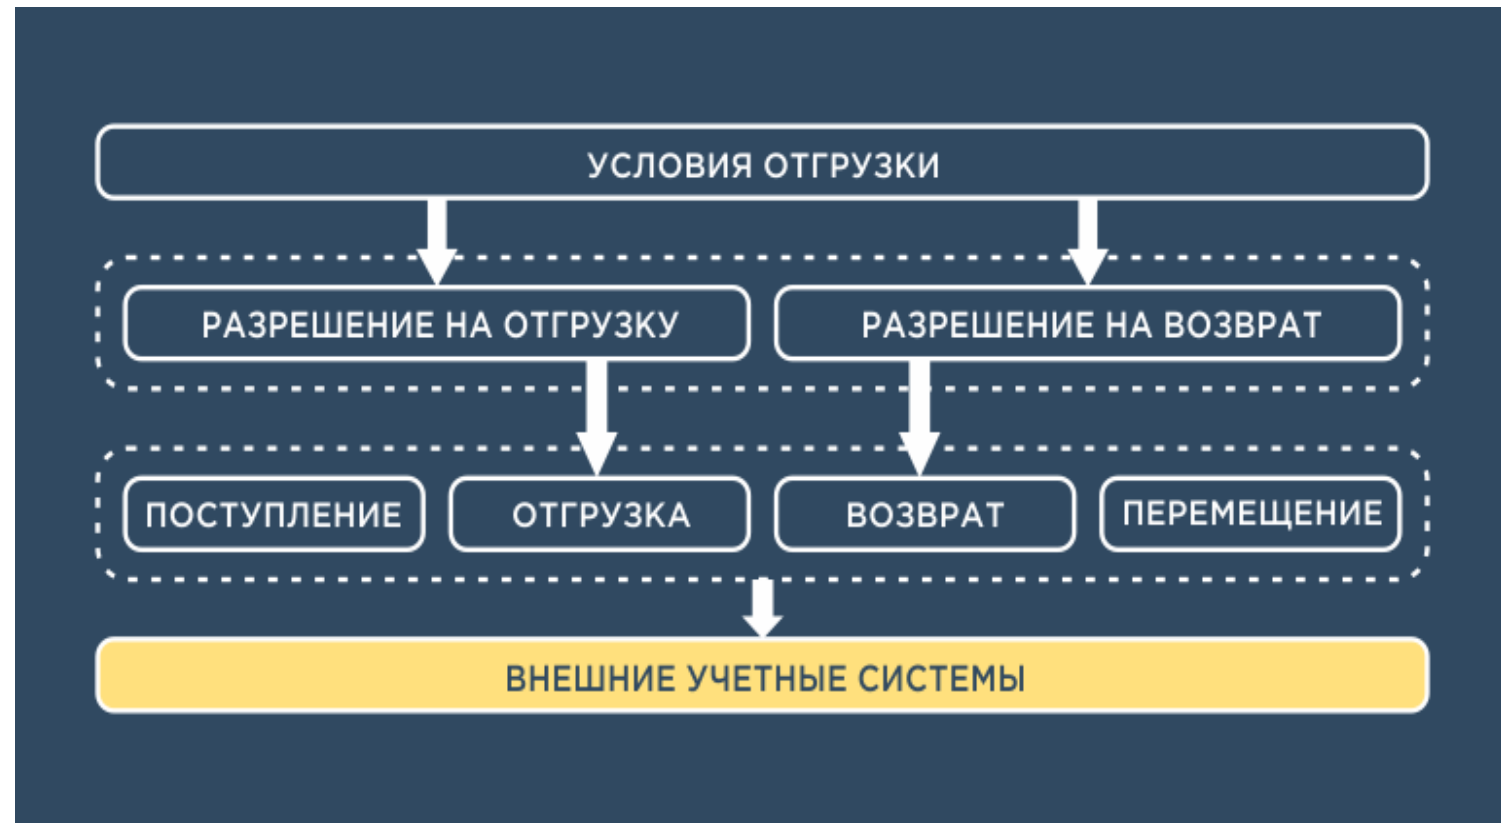 УСЛОВИЯ ОТГРУЗКИ
РАЗРЕШЕНИЕ НА ОТГРУЗКУ
РАЗРЕШЕНИЕ НА ВОЗВРАТ
ПОСТУПЛЕНИЕ
ОТГРУЗКА
ВОЗВРАТ
ПЕРЕМЕЩЕНИЕ
ВНЕШНИЕ УЧЕТНЫЕ СИСТЕМЫ